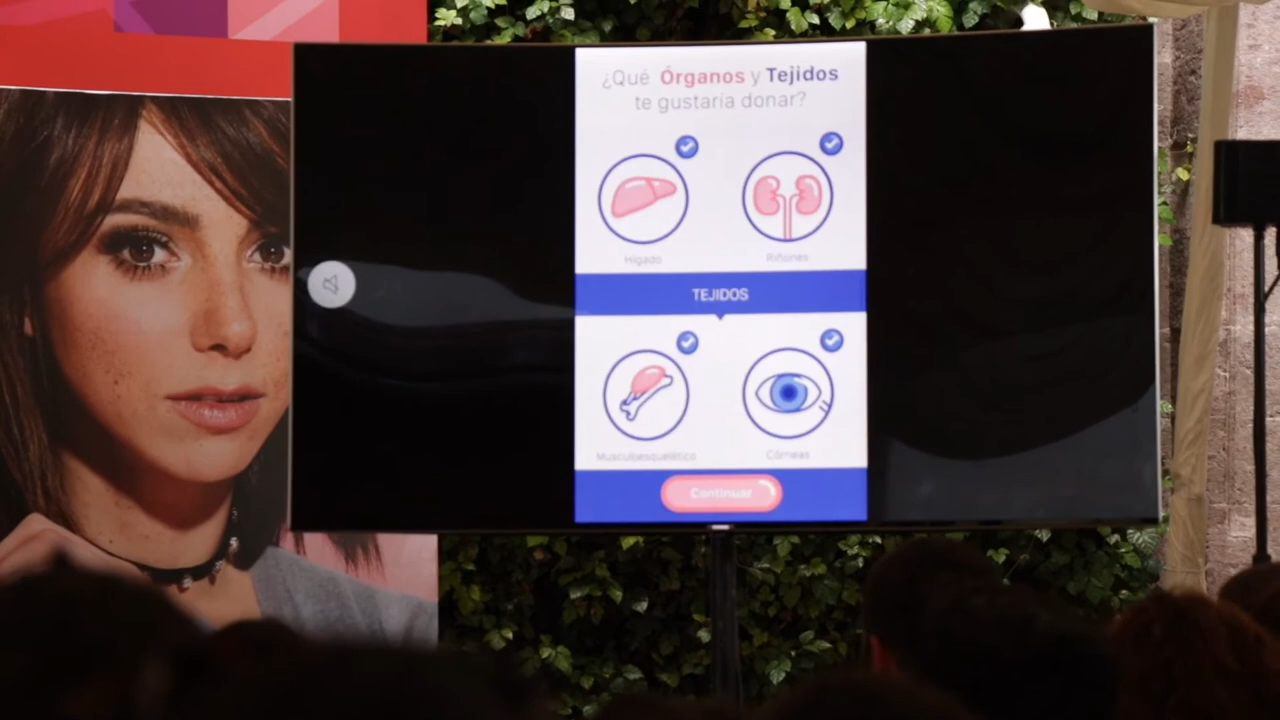 ¿Qué Órganos y Tejidos
te gustaría donar?
Hígado
Riñones
TEJIDOS
Musculoesquelético
Córneas
Continuar